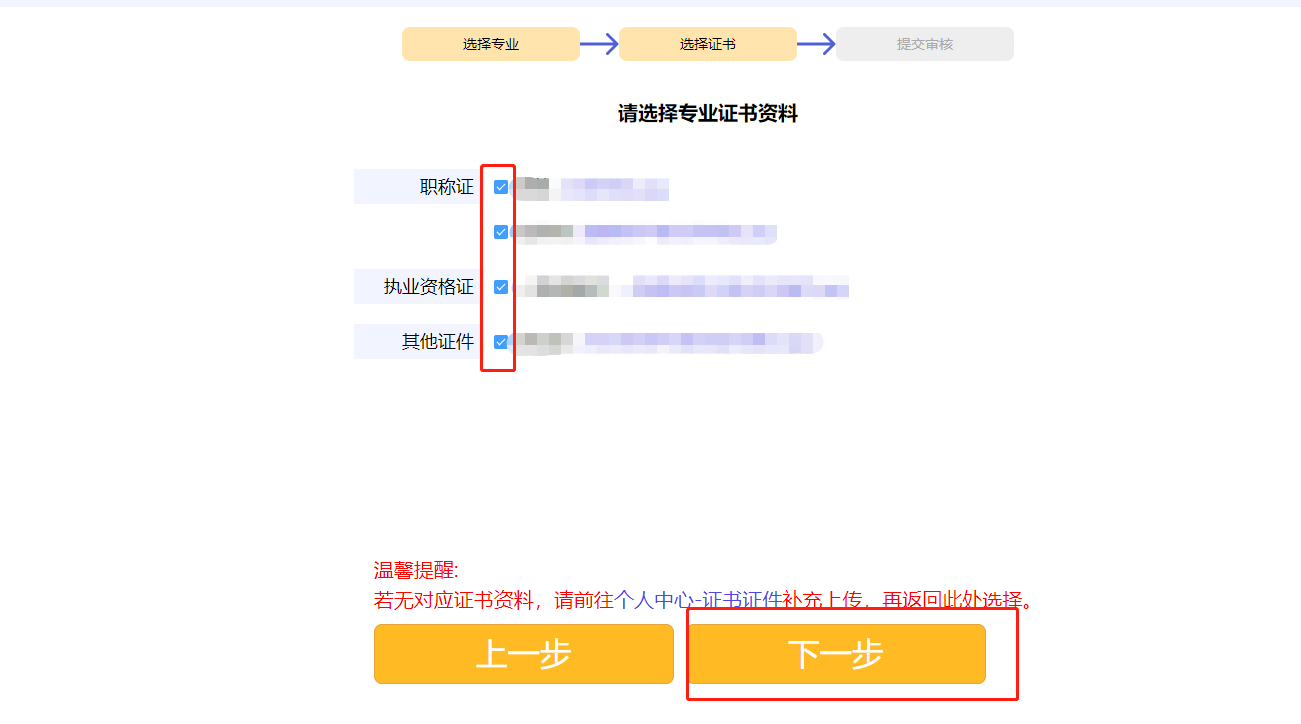 选择专业 选择证书 提交审核
请选择专业证书资料
职称证
执业资格证
其他证件
温馨提醒:
若无对应证书资料，请前往个人中心-证书证件补充上传，再返回此处选择。
上一步 下一步